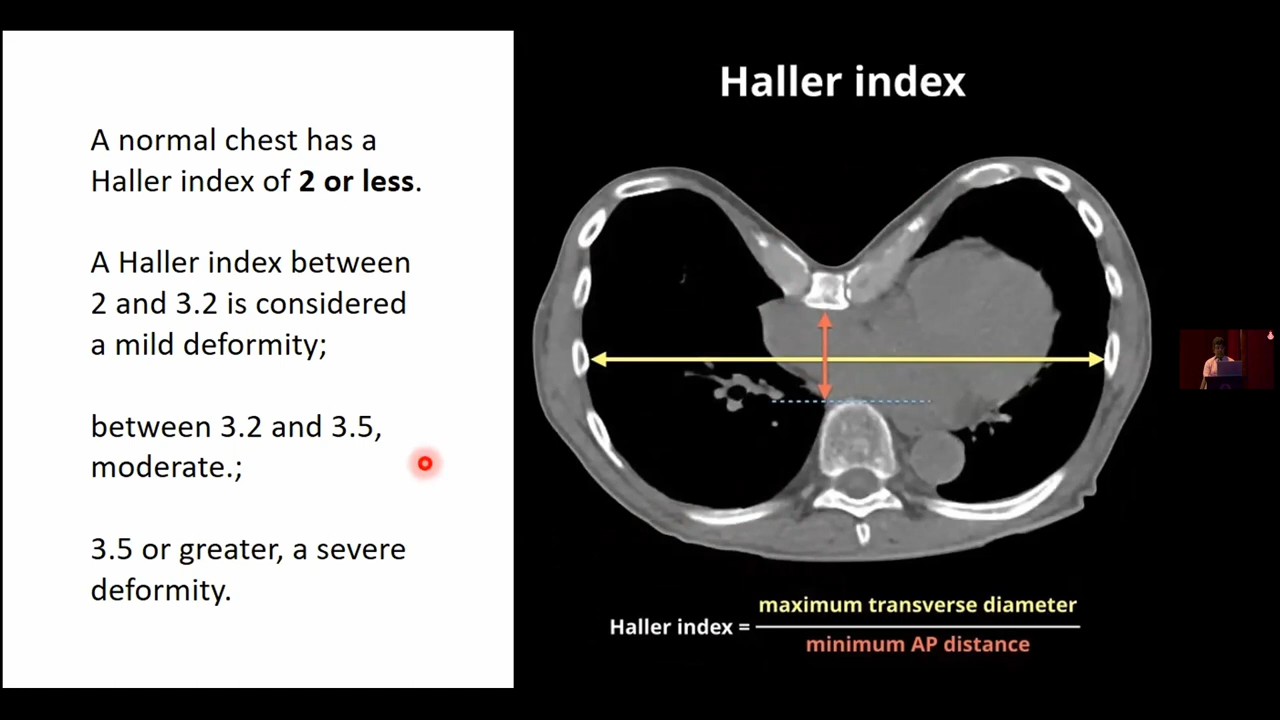 Haller index
A normal chest has a
Haller index of 2 or less.
A Haller index between
2 and 3.2 is considered
a mild deformity;
between 3.2 and 3.5,
moderate.;
3.5 or greater, a severe
deformity.
maximum transverse diameter
Haller index =
minimum AP distance